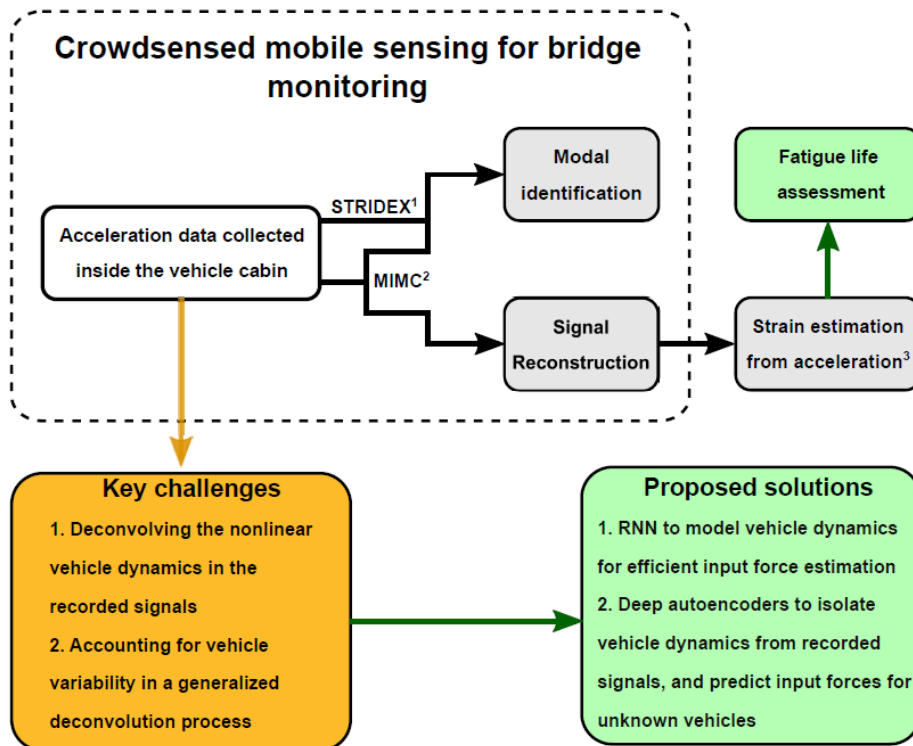 Crowdsensed mobile sensing for bridge
monitoring
Acceleration data collected
inside the vehicle cabin
STRIDEX¹
MIMC²
Modal
identification
Signal
Reconstruction
Fatigue life
assessment
Strain estimation
from acceleration³
Key challenges
1. Deconvolving the nonlinear
vehicle dynamics in the
recorded signals
2. Accounting for vehicle
variability in a generalized
deconvolution process
Proposed solutions
1. RNN to model vehicle dynamics
for efficient input force estimation
2. Deep autoencoders to isolate
vehicle dynamics from recorded
signals, and predict input forces for
unknown vehicles